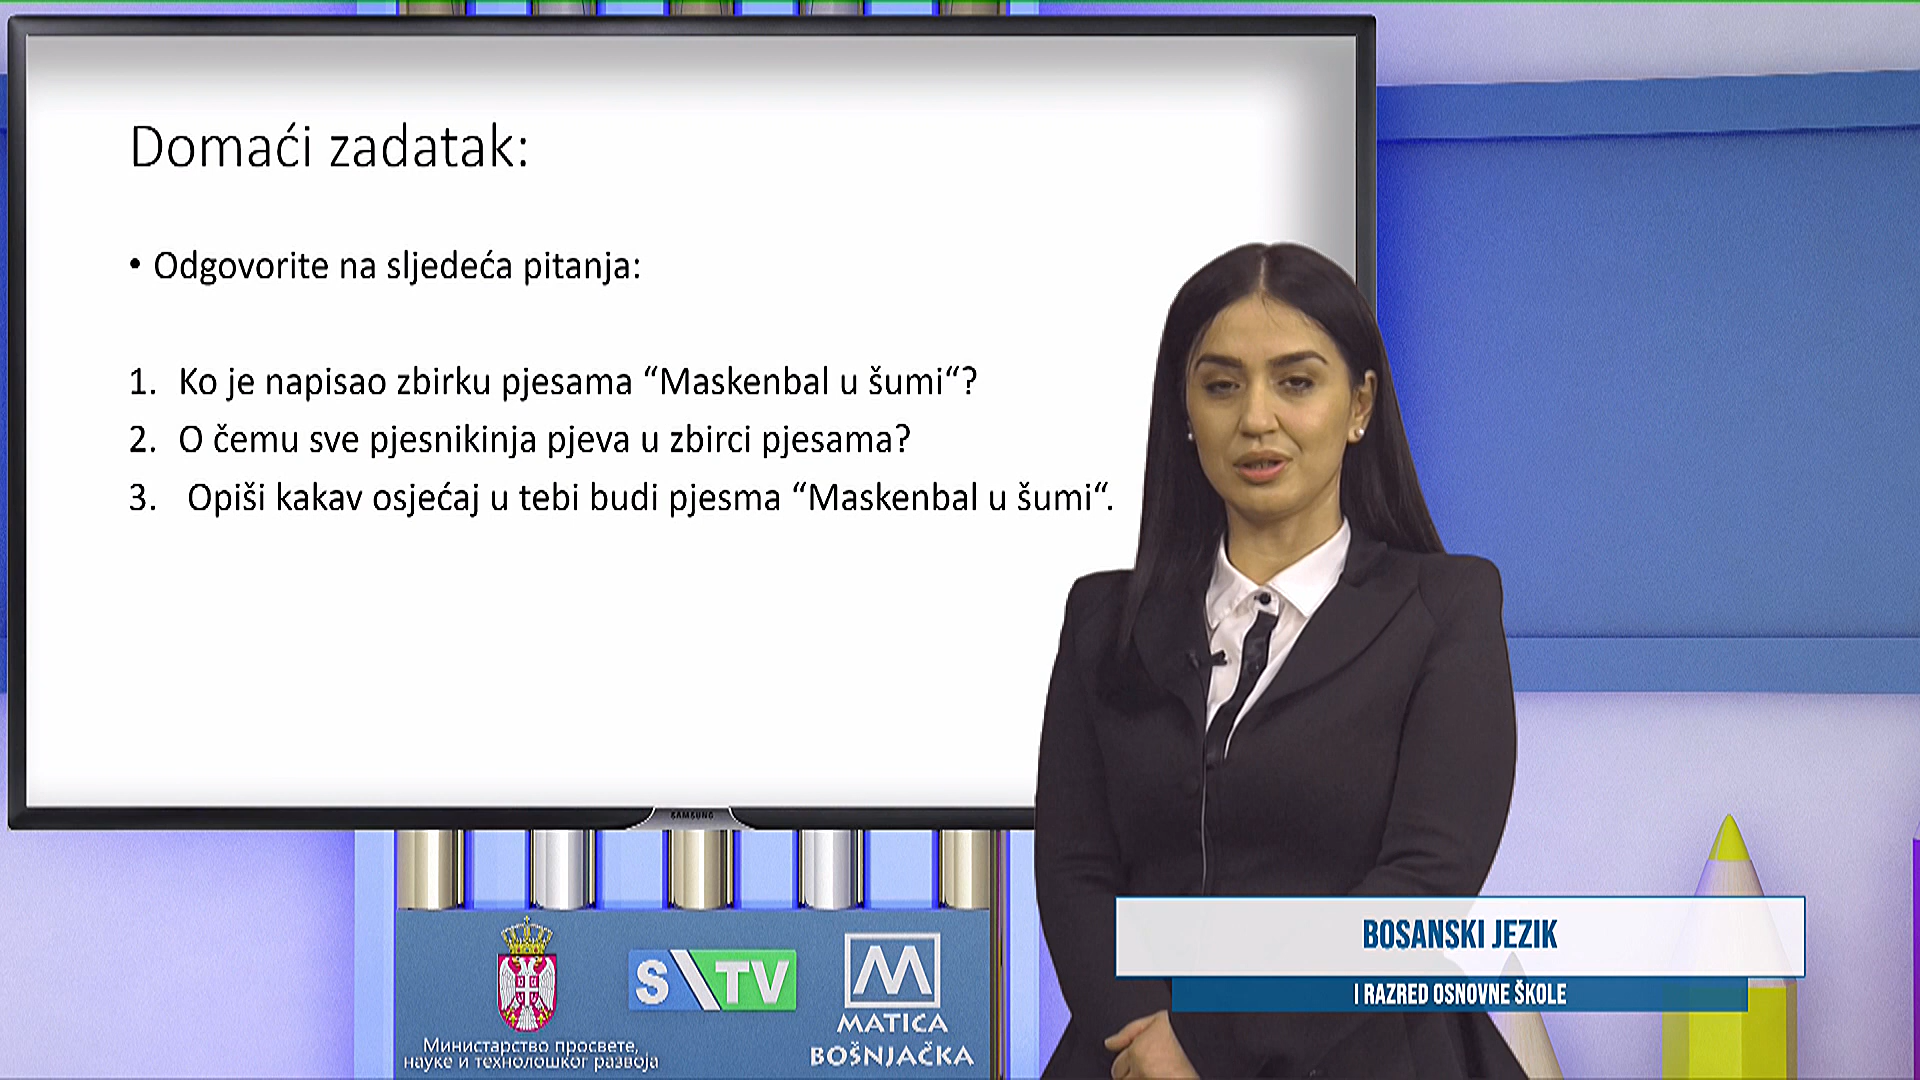 Domaći zadatak:
• Odgovorite na sljedeća pitanja:
1. Ko je napisao zbirku pjesama “Maskenbal u šumi“?
2. O čemu sve pjesnikinja pjeva u zbirci pjesama?
3. Opiši kakav osjećaj u tebi budi pjesma “Maskenbal u šumi“.
SAMSUNG
BOSANSKI JEZIK
I RAZRED OSNOVNE ŠKOLE
Министарство просвете,
науке и технолошког развоја
S TV
MATICA
BOŠNJAČKA